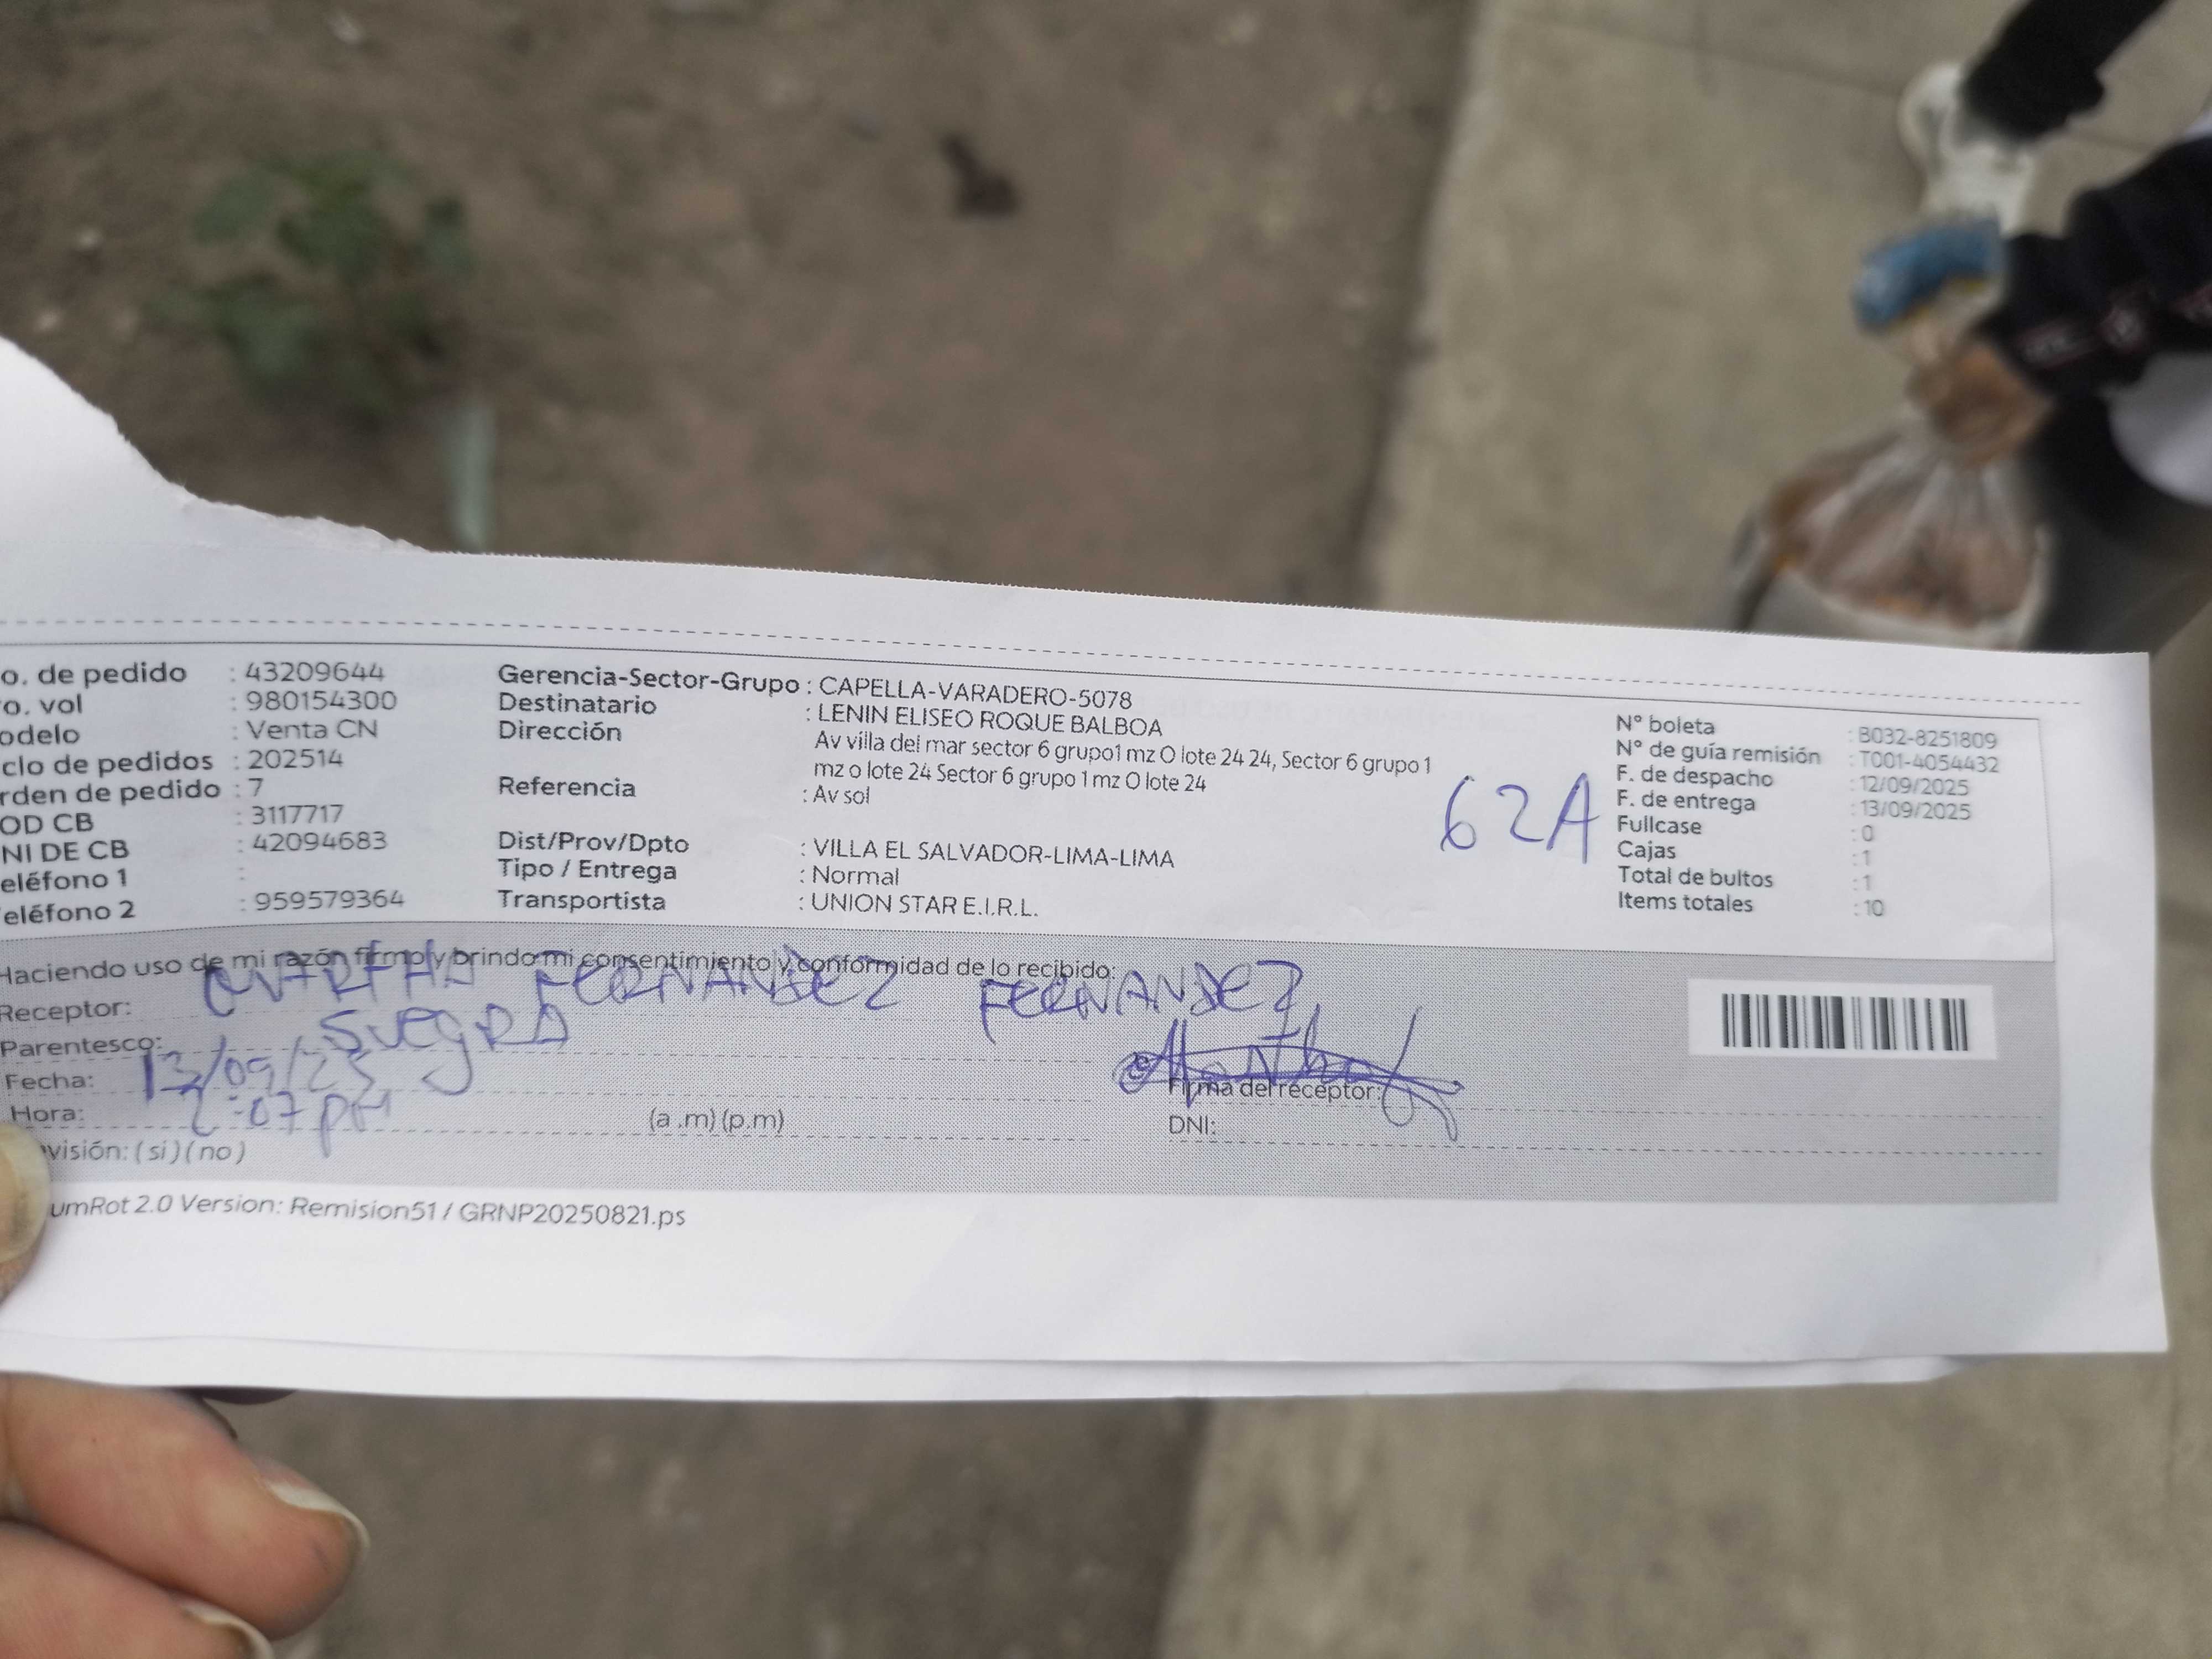 o. de pedido : 43209644
o. vol : 980154300
odelo : Venta CN
clo de pedidos : 202514
rden de pedido : 7
OD CB : 3117717
NI DE CB : 42094683
eléfono 1 :
eléfono 2 : 959579364
Gerencia-Sector-Grupo : CAPELLA-VARADERO-5078
Destinatario : LENIN ELISEO ROQUE BALBOA
Dirección Av villa del mar sector 6 grupo1 mz O lote 24 24, Sector 6 grupo 1
mz o lote 24 Sector 6 grupo 1 mz O lote 24
Referencia : Av sol
Dist/Prov/Dpto : VILLA EL SALVADOR-LIMA-LIMA
Tipo / Entrega : Normal
Transportista : UNION STAR E.I.R.L.
62A
N° boleta : B032-8251809
N° de guía remisión : T001-4054432
F. de despacho : 12/09/2025
F. de entrega : 13/09/2025
Fullcase : 0
Cajas : 1
Total de bultos : 1
Items totales : 10
Haciendo uso de mi razón firmo y brindo mi consentimiento y conformidad de lo recibido:
Receptor: FERNANDEZ FERNANDEZ
Parentesco: SUEGRA
Fecha: 13/09/25
Hora: 2:07 pM (a .m) (p.m)
visión: ( si ) ( no )
Firma del receptor:
DNI:
umRot 2.0 Version: Remision51 / GRNP20250821.ps